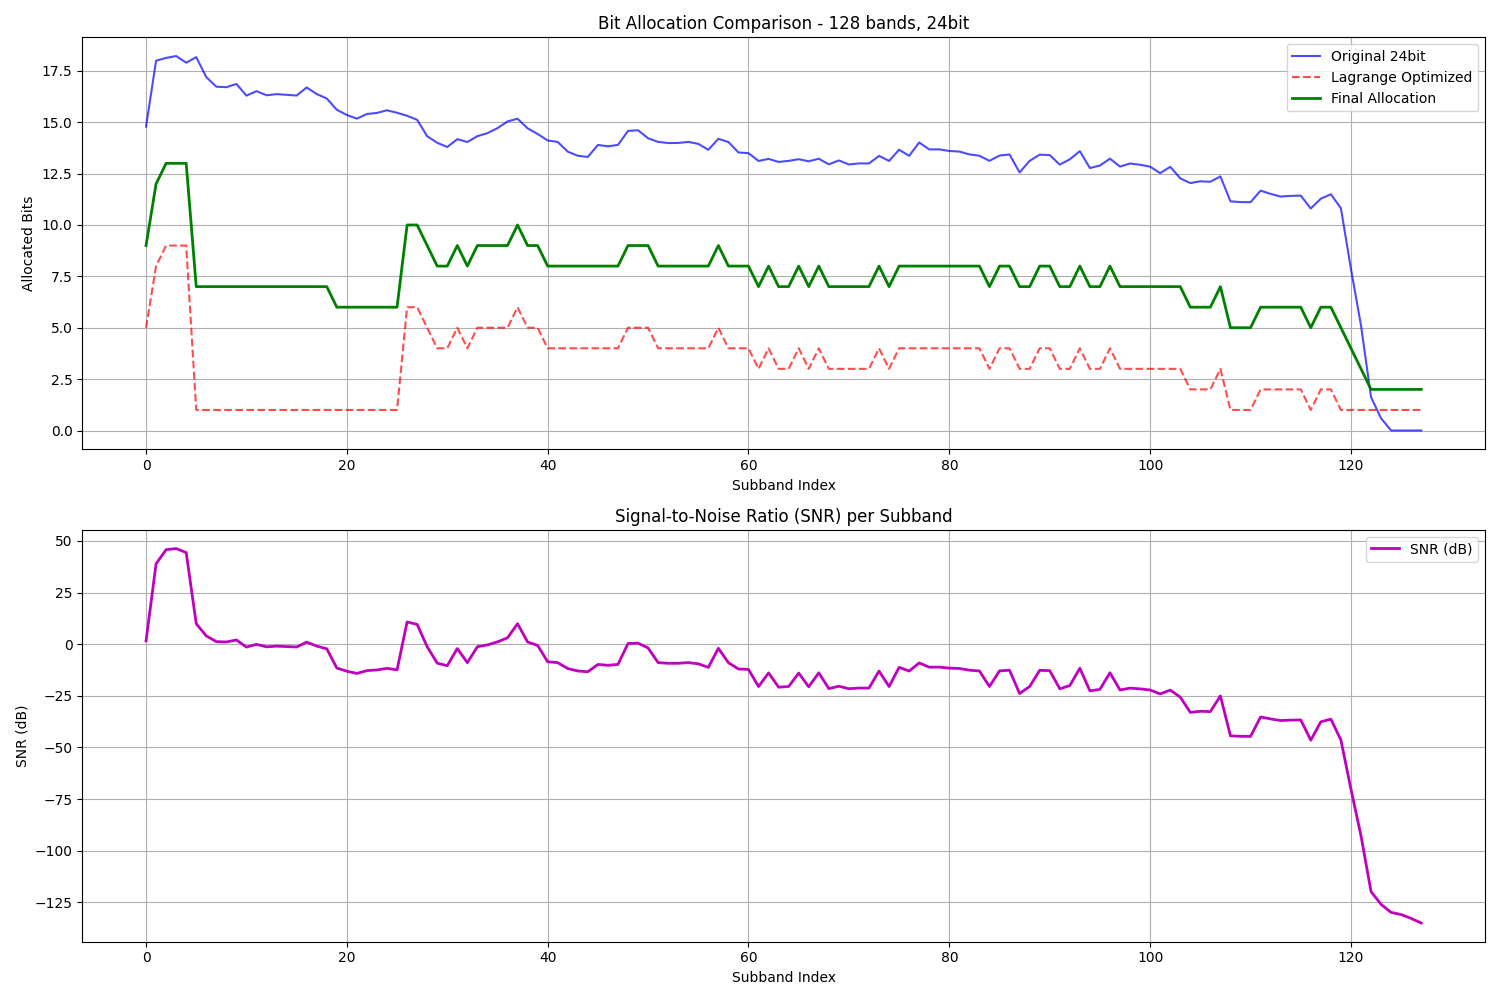 Bit Allocation Comparison - 128 bands, 24bit
Original 24bit
Lagrange Optimized
Final Allocation
Allocated Bits
17.5
15.0
12.5
10.0
7.5
5.0
2.5
0.0
0 20 40 60 80 100 120
Subband Index
Signal-to-Noise Ratio (SNR) per Subband
SNR (dB)
SNR (dB)
50
25
0
−25
−50
−75
−100
−125
0 20 40 60 80 100 120
Subband Index